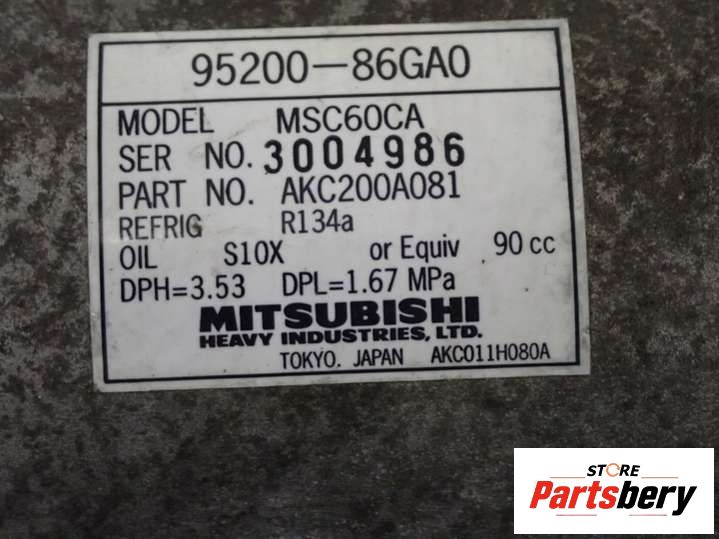 95200-86GA0
MODEL MSC60CA
SER NO. 3004986
PART NO. AKC200A081
REFRIG R134a
OIL S10X or Equiv 90 cc
DPH=3.53 DPL=1.67 MPa
MITSUBISHI
HEAVY INDUSTRIES, LTD.
TOKYO. JAPAN AKC011H080A
STORE
Partsbery